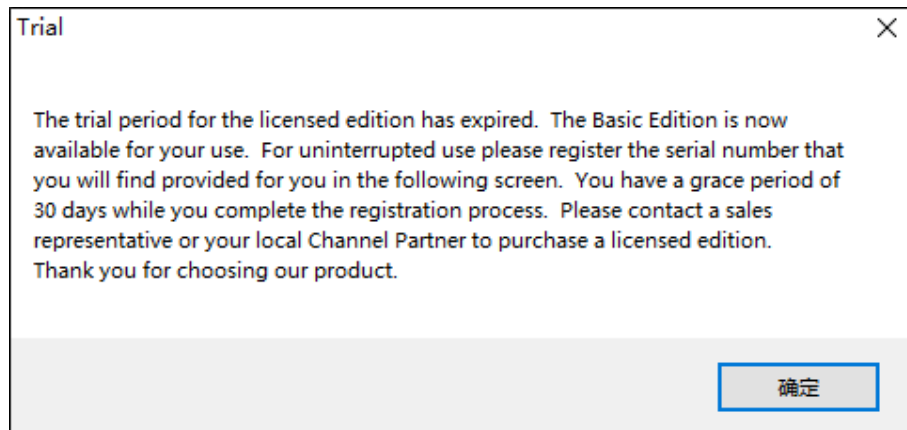 Trial
The trial period for the licensed edition has expired.  The Basic Edition is now
available for your use.  For uninterrupted use please register the serial number that
you will find provided for you in the following screen.  You have a grace period of
30 days while you complete the registration process.  Please contact a sales
representative or your local Channel Partner to purchase a licensed edition.
Thank you for choosing our product.
确定